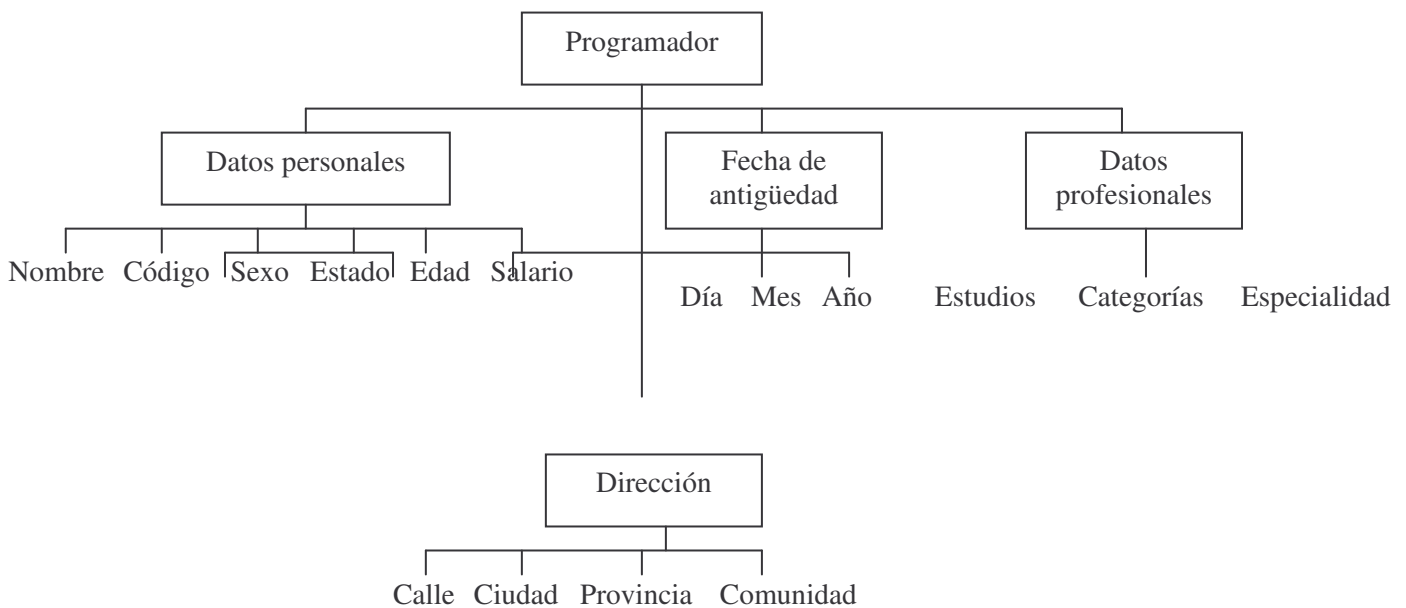 Programador
Datos personales
Fecha de
antigüedad
Datos
profesionales
Nombre Código Sexo Estado Edad Salario
Día Mes Año Estudios Categorías Especialidad
Dirección
Calle Ciudad Provincia Comunidad